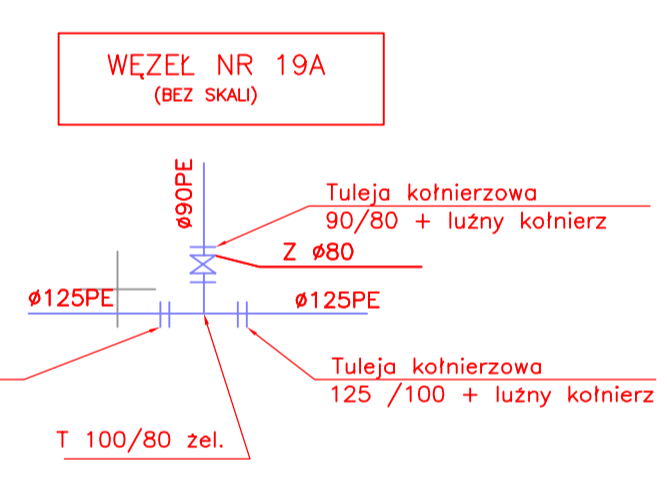 WĘZEŁ NR 19A
(BEZ SKALI)
ø90PE
Tuleja kołnierzowa
90/80 + luźny kołnierz
Z ø80
ø125PE
ø125PE
Tuleja kołnierzowa
125 /100 + luźny kołnierz
T 100/80 żel.